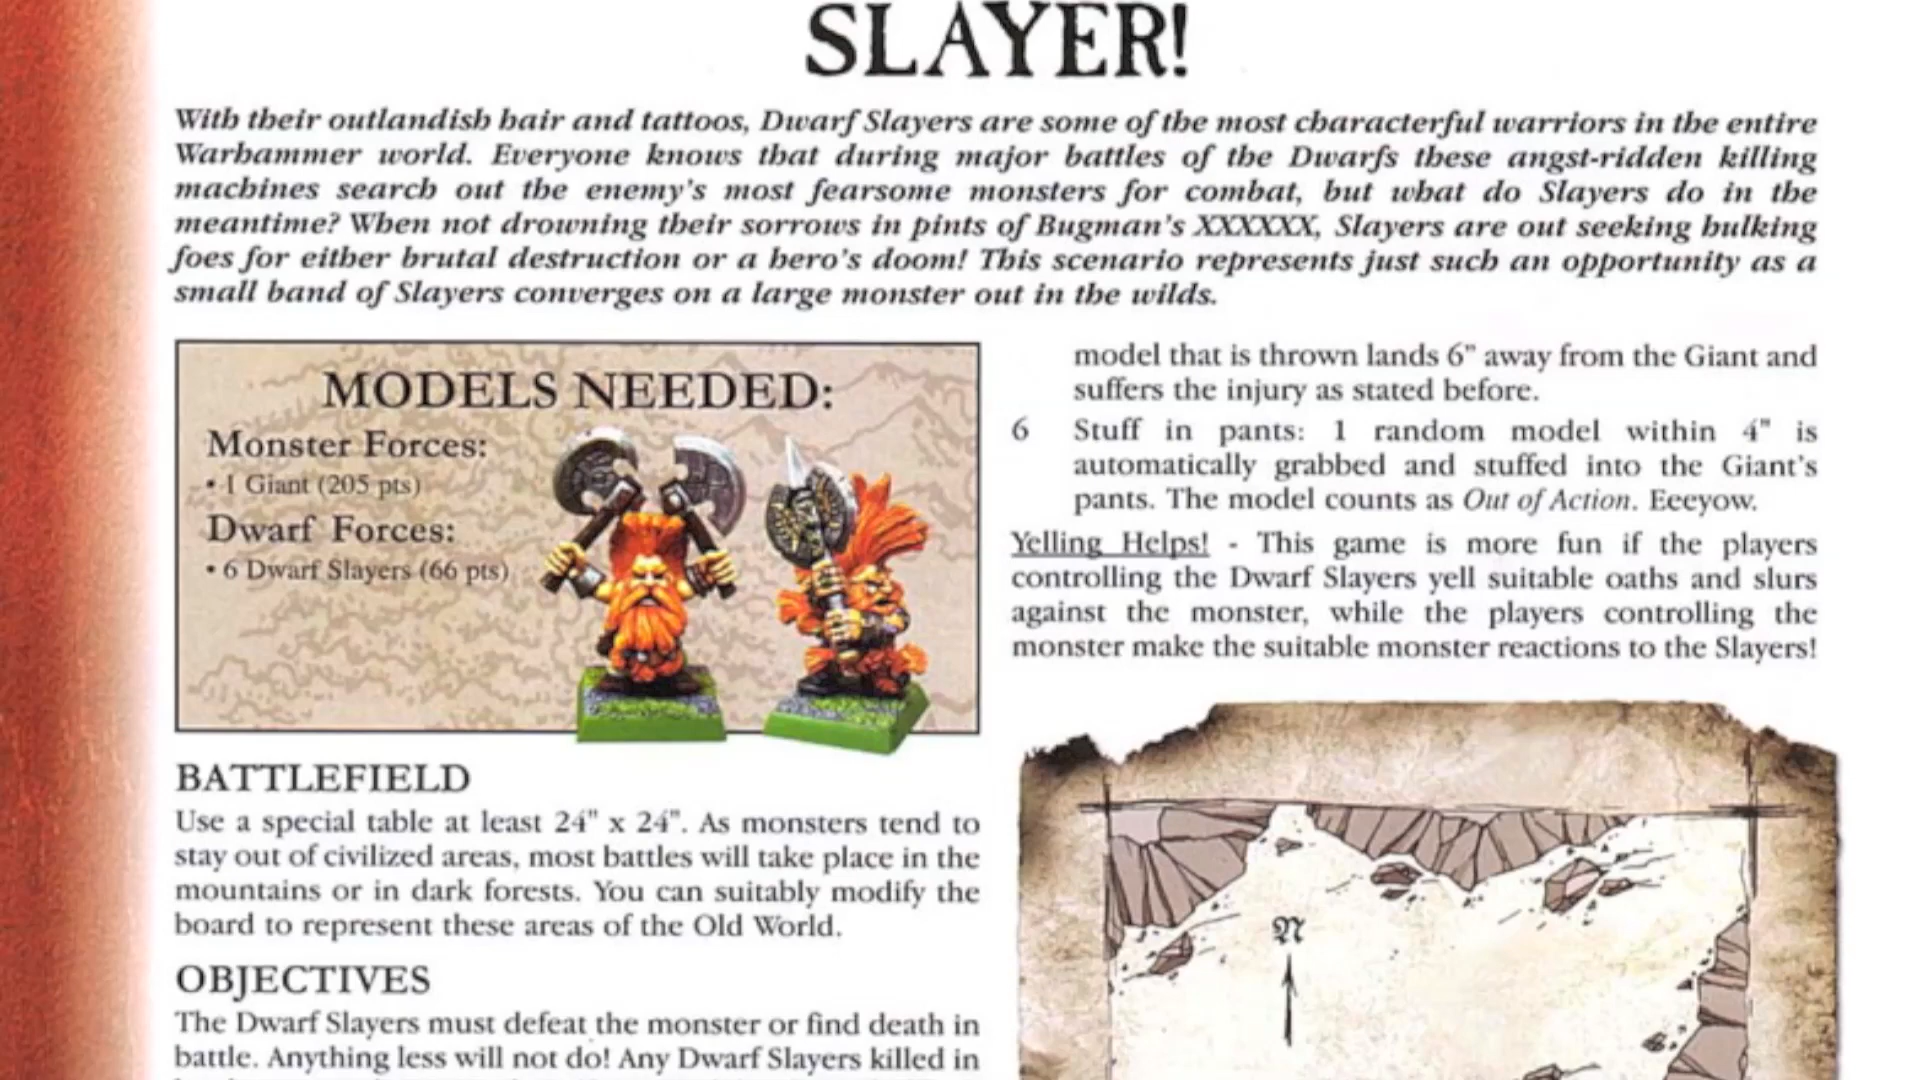 SLAYER!
With their outlandish hair and tattoos, Dwarf Slayers are some of the most characterful warriors in the entire
Warhammer world. Everyone knows that during major battles of the Dwarfs these angst-ridden killing
machines search out the enemy's most fearsome monsters for combat, but what do Slayers do in the
meantime? When not drowning their sorrows in pints of Bugman's XXXXXX, Slayers are out seeking hulking
foes for either brutal destruction or a hero's doom! This scenario represents just such an opportunity as a
small band of Slayers converges on a large monster out in the wilds.
MODELS NEEDED:
Monster Forces:
• 1 Giant (205 pts)
Dwarf Forces:
• 6 Dwarf Slayers (66 pts)
BATTLEFIELD
Use a special table at least 24" x 24". As monsters tend to
stay out of civilized areas, most battles will take place in the
mountains or in dark forests. You can suitably modify the
board to represent these areas of the Old World.
OBJECTIVES
The Dwarf Slayers must defeat the monster or find death in
battle. Anything less will not do! Any Dwarf Slayers killed in
model that is thrown lands 6" away from the Giant and
suffers the injury as stated before.
6 Stuff in pants: 1 random model within 4" is
automatically grabbed and stuffed into the Giant's
pants. The model counts as Out of Action. Eeeyow.
Yelling Helps! - This game is more fun if the players
controlling the Dwarf Slayers yell suitable oaths and slurs
against the monster, while the players controlling the
monster make the suitable monster reactions to the Slayers!
N